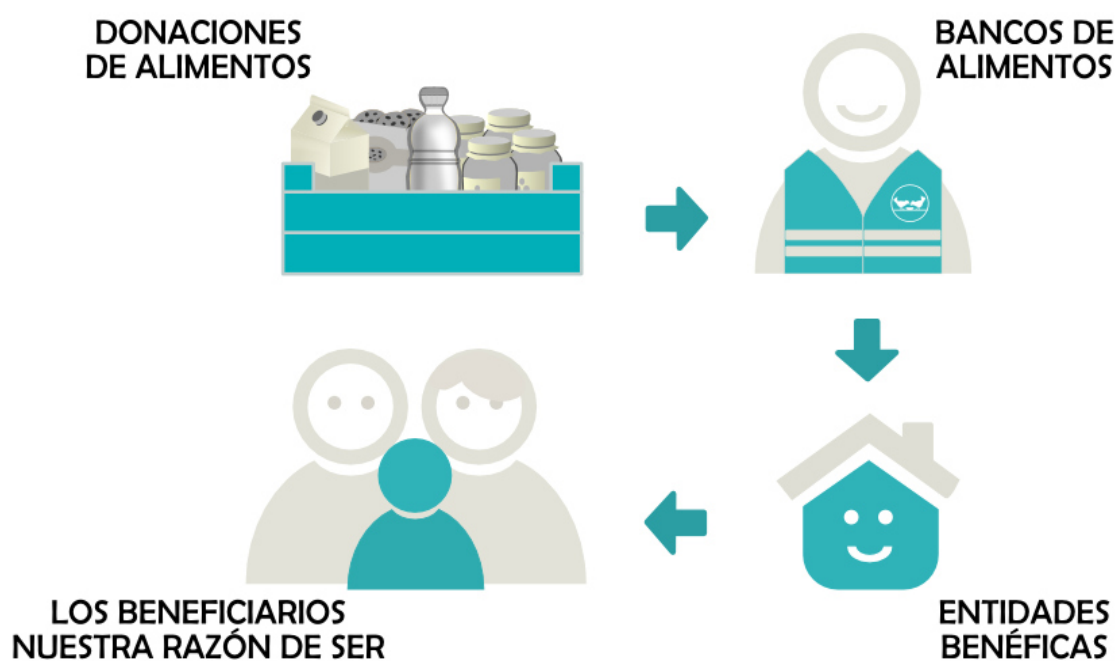 DONACIONES
DE ALIMENTOS
BANCOS DE
ALIMENTOS
LOS BENEFICIARIOS
NUESTRA RAZÓN DE SER
ENTIDADES
BENÉFICAS